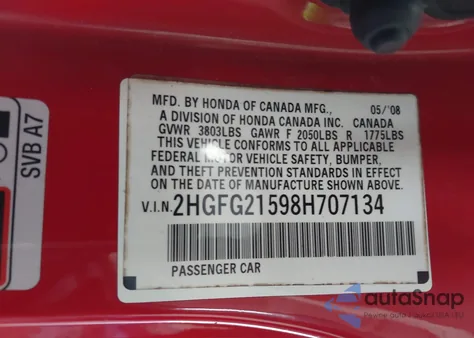 MFD. BY HONDA OF CANADA MFG., 05/'08
A DIVISION OF HONDA CANADA INC. CANADA
GVWR 3803LBS GAWR F 2050LBS R 1775LBS
THIS VEHICLE CONFORMS TO ALL APPLICABLE
FEDERAL MOTOR VEHICLE SAFETY, BUMPER,
AND THEFT PREVENTION STANDARDS IN EFFECT
ON THE DATE OF MANUFACTURE SHOWN ABOVE.
V.I.N. 2HGFG21598H707134
PASSENGER CAR
SVB A7
autoSnap